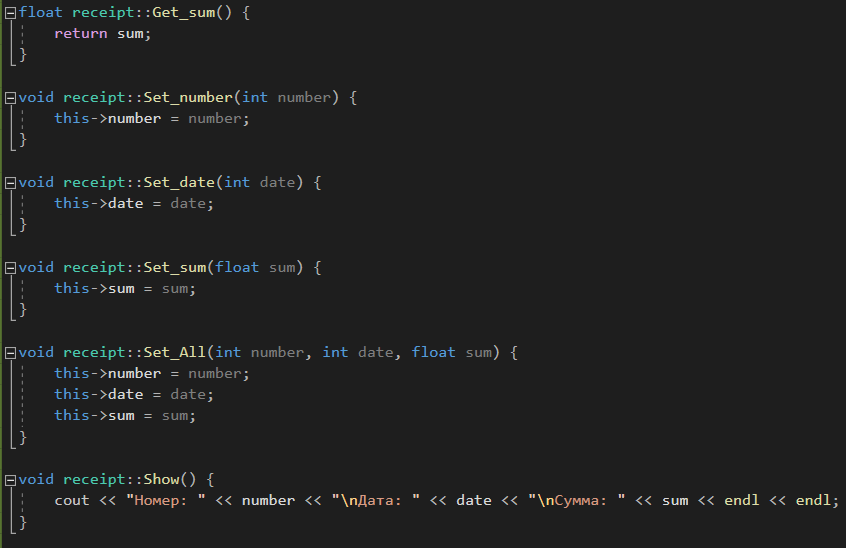 float receipt::Get_sum() {
return sum;
}
void receipt::Set_number(int number) {
this->number = number;
}
void receipt::Set_date(int date) {
this->date = date;
}
void receipt::Set_sum(float sum) {
this->sum = sum;
}
void receipt::Set_All(int number, int date, float sum) {
this->number = number;
this->date = date;
this->sum = sum;
}
void receipt::Show() {
cout << "Номер: " << number << "\nДата: " << date << "\nСумма: " << sum << endl << endl;
}